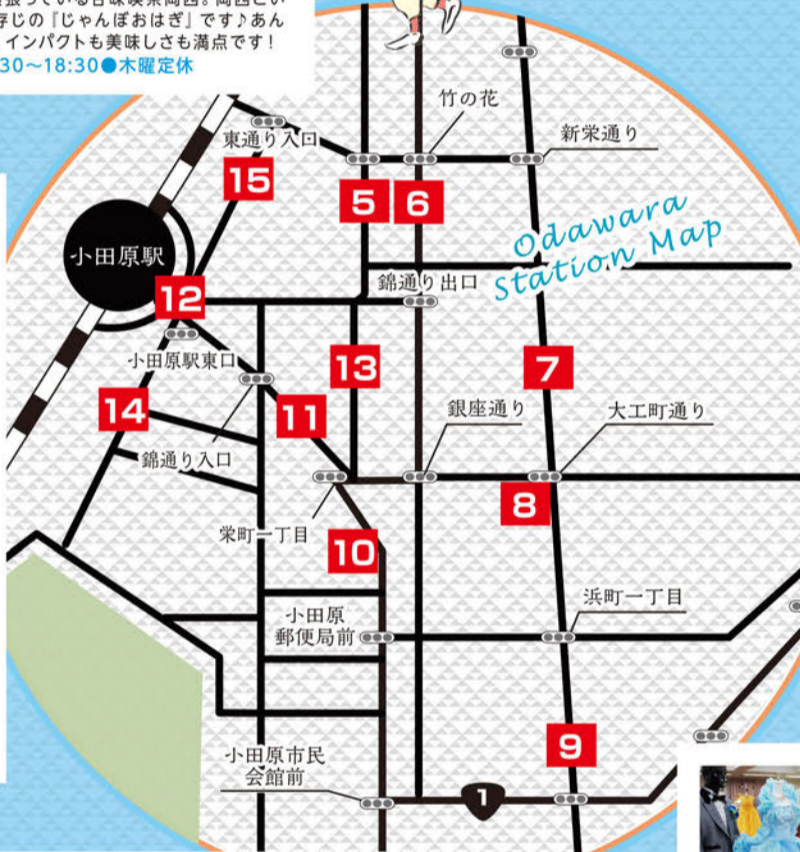 存じの『じゃんぼおはぎ』です♪あん
インパクトも美味しさも満点です!
30〜18:30●木曜定休
竹の花
東通り入口
新栄通り
15
5
6
Odawara
Station Map
小田原駅
錦通り出口
12
小田原駅東口
13
7
14
11
銀座通り
大工町通り
錦通り入口
8
栄町一丁目
10
浜町一丁目
小田原
郵便局前
9
小田原市民
会館前
1